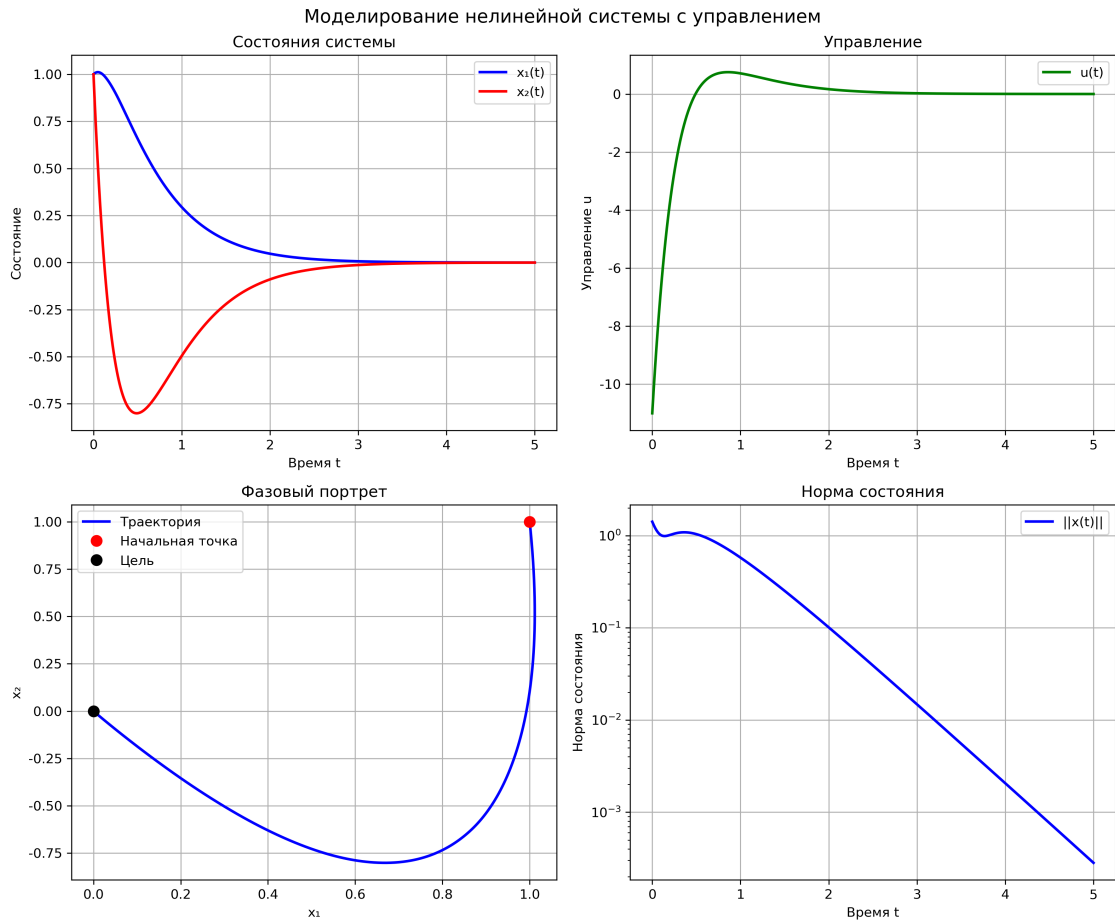 Моделирование нелинейной системы с управлением
Состояния системы
1.00
0.75
0.50
0.25
0.00
-0.25
-0.50
-0.75
Состояние
x₁(t)
x₂(t)
0 1 2 3 4 5
Время t
Управление
0
-2
-4
-6
-8
-10
Управление u
u(t)
0 1 2 3 4 5
Время t
Фазовый портрет
1.00
0.75
0.50
0.25
0.00
-0.25
-0.50
-0.75
x₂
Траектория
Начальная точка
Цель
0.0 0.2 0.4 0.6 0.8 1.0
x₁
Норма состояния
10⁰
10⁻¹
10⁻²
10⁻³
Норма состояния
||x(t)||
0 1 2 3 4 5
Время t